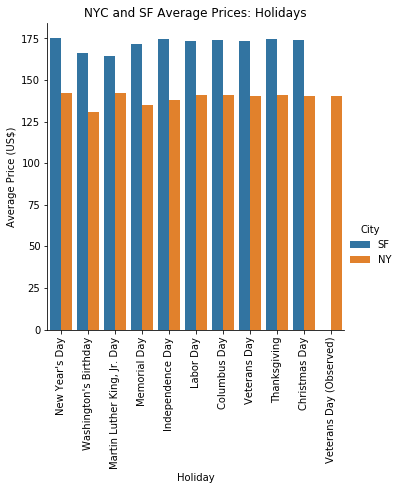 NYC and SF Average Prices: Holidays
Average Price (US$)
175
150
125
100
75
50
25
0
City
SF
NY
New Year's Day
Washington's Birthday
Martin Luther King, Jr. Day
Memorial Day
Independence Day
Labor Day
Columbus Day
Veterans Day
Thanksgiving
Christmas Day
Veterans Day (Observed)
Holiday